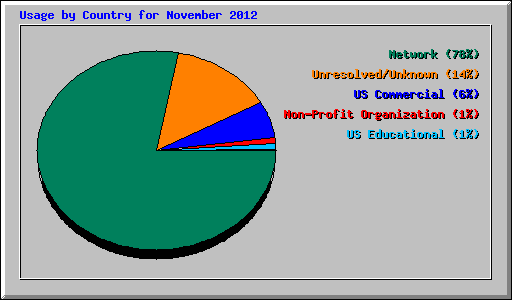 Usage by Country for November 2012
Network (78%)
Unresolved/Unknown (14%)
US Commercial (6%)
Non-Profit Organization (1%)
US Educational (1%)